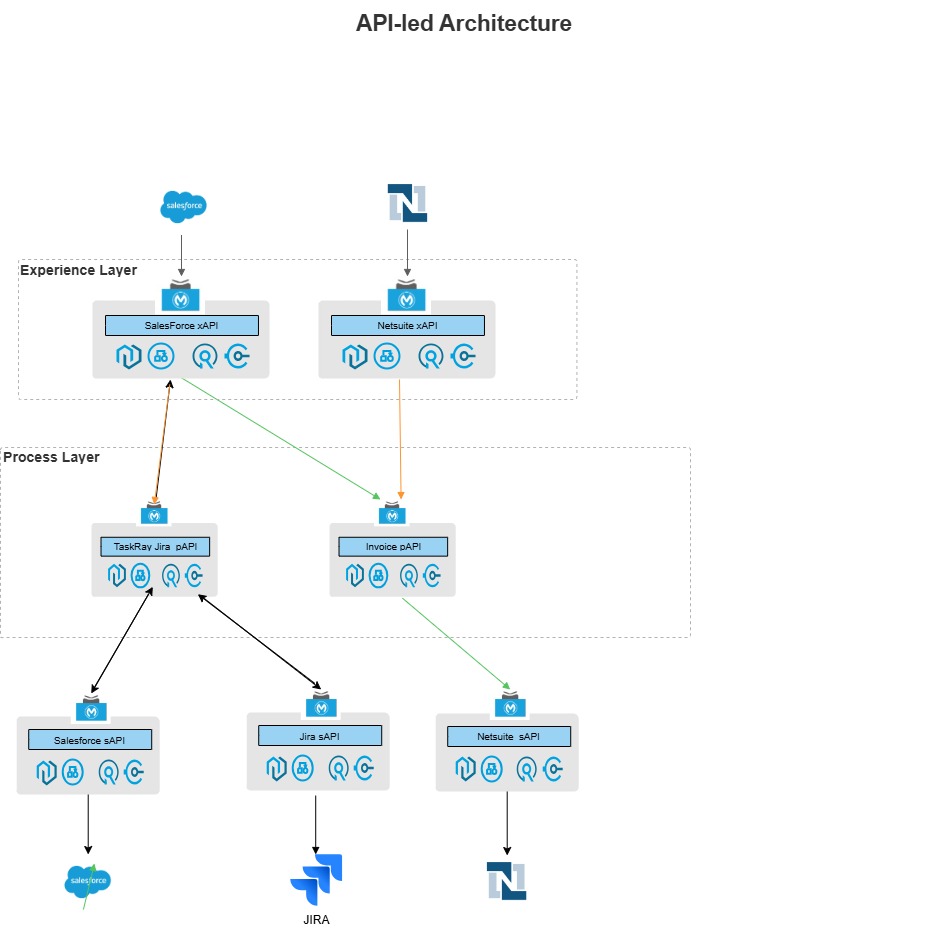 API-led Architecture
salesforce
N
Experience Layer
SalesForce xAPI
Netsuite xAPI
Process Layer
TaskRay Jira  pAPI
Invoice pAPI
Salesforce sAPI
Jira sAPI
Netsuite  sAPI
salesforce
N
JIRA